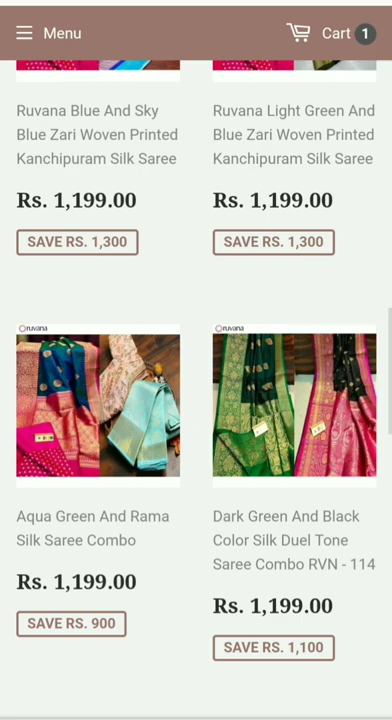 Menu
Cart 1
Ruvana Blue And Sky
Blue Zari Woven Printed
Kanchipuram Silk Saree
Rs. 1,199.00
SAVE RS. 1,300
Ruvana Light Green And
Blue Zari Woven Printed
Kanchipuram Silk Saree
Rs. 1,199.00
SAVE RS. 1,300
ruvana
Aqua Green And Rama
Silk Saree Combo
Rs. 1,199.00
SAVE RS. 900
ruvana
Dark Green And Black
Color Silk Duel Tone
Saree Combo RVN - 114
Rs. 1,199.00
SAVE RS. 1,100